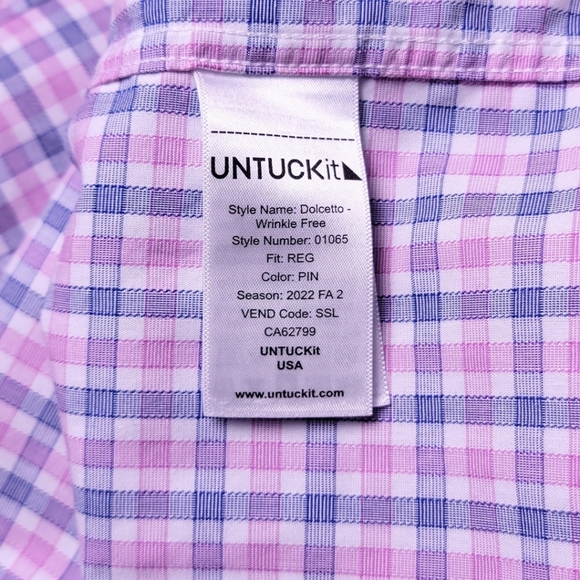 UNTUCKit
Style Name: Dolcetto -
Wrinkle Free
Style Number: 01065
Fit: REG
Color: PIN
Season: 2022 FA 2
VEND Code: SSL
CA62799
UNTUCKit
USA
www.untuckit.com